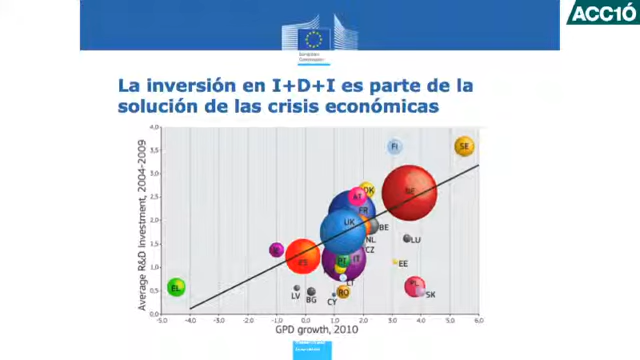 ACC1Ó
European
Commission
La inversión en I+D+I es parte de la
solución de las crisis económicas
Average R&D Investment, 2004-2009
4,0
3,5
3,0
2,5
2,0
1,5
1,0
0,5
0,0
FI
SE
DK
AT
DE
FR
UK
BE
NL
LU
CZ
ES
PT
IT
EE
EL
LT
LV
BG
CY
RO
SK
-5,0 -4,0 -3,0 -2,0 -1,0 0,0 1,0 2,0 3,0 4,0 5,0 6,0
GPD growth, 2010